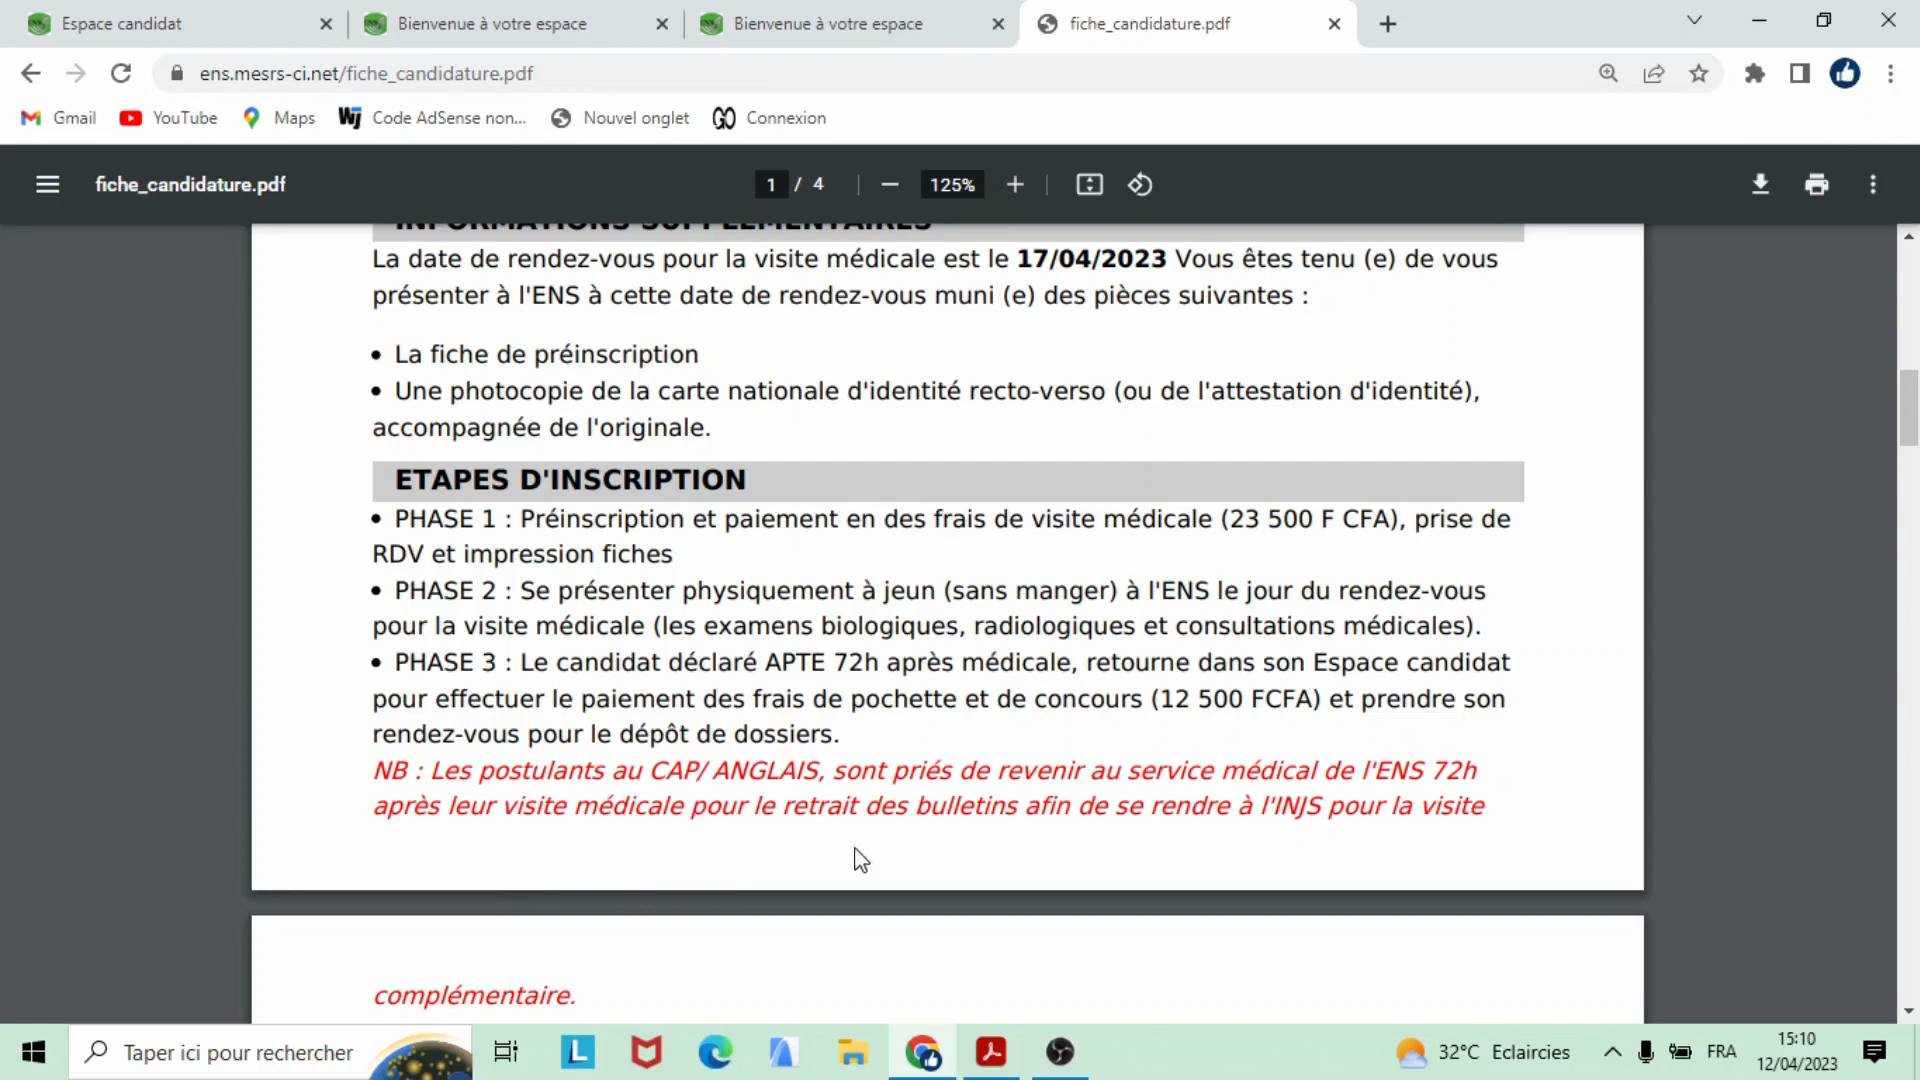 Espace candidat
Bienvenue à votre espace
Bienvenue à votre espace
fiche_candidature.pdf
ens.mesrs-ci.net/fiche_candidature.pdf
Gmail
YouTube
Maps
Code AdSense non...
Nouvel onglet
Connexion
fiche_candidature.pdf
1 / 4
125%
INFORMATIONS SUPPLEMENTAIRES
La date de rendez-vous pour la visite médicale est le 17/04/2023 Vous êtes tenu (e) de vous
présenter à l'ENS à cette date de rendez-vous muni (e) des pièces suivantes :
• La fiche de préinscription
• Une photocopie de la carte nationale d'identité recto-verso (ou de l'attestation d'identité),
accompagnée de l'originale.
ETAPES D'INSCRIPTION
• PHASE 1 : Préinscription et paiement en des frais de visite médicale (23 500 F CFA), prise de
RDV et impression fiches
• PHASE 2 : Se présenter physiquement à jeun (sans manger) à l'ENS le jour du rendez-vous
pour la visite médicale (les examens biologiques, radiologiques et consultations médicales).
• PHASE 3 : Le candidat déclaré APTE 72h après médicale, retourne dans son Espace candidat
pour effectuer le paiement des frais de pochette et de concours (12 500 FCFA) et prendre son
rendez-vous pour le dépôt de dossiers.
NB : Les postulants au CAP/ ANGLAIS, sont priés de revenir au service médical de l'ENS 72h
après leur visite médicale pour le retrait des bulletins afin de se rendre à l'INJS pour la visite
complémentaire.
Taper ici pour rechercher
32°C Eclaircies
FRA
15:10
12/04/2023